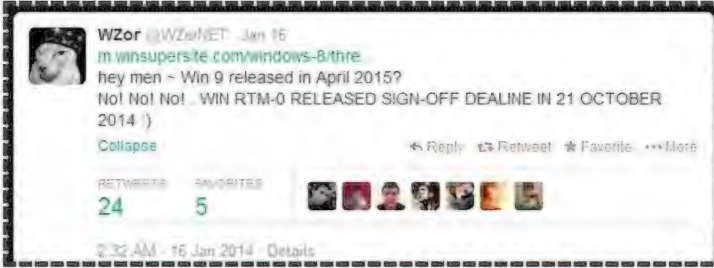 WZor @WZorNET Jan 16
m.winsupersite.com/windows-8/thre
hey men ~ Win 9 released in April 2015?
No! No! No! . WIN RTM-0 RELEASED SIGN-OFF DEALINE IN 21 OCTOBER
2014 :)
Collapse Reply Retweet Favorite More
RETWEETS FAVORITES
24 5
2:32 AM - 16 Jan 2014 · Details